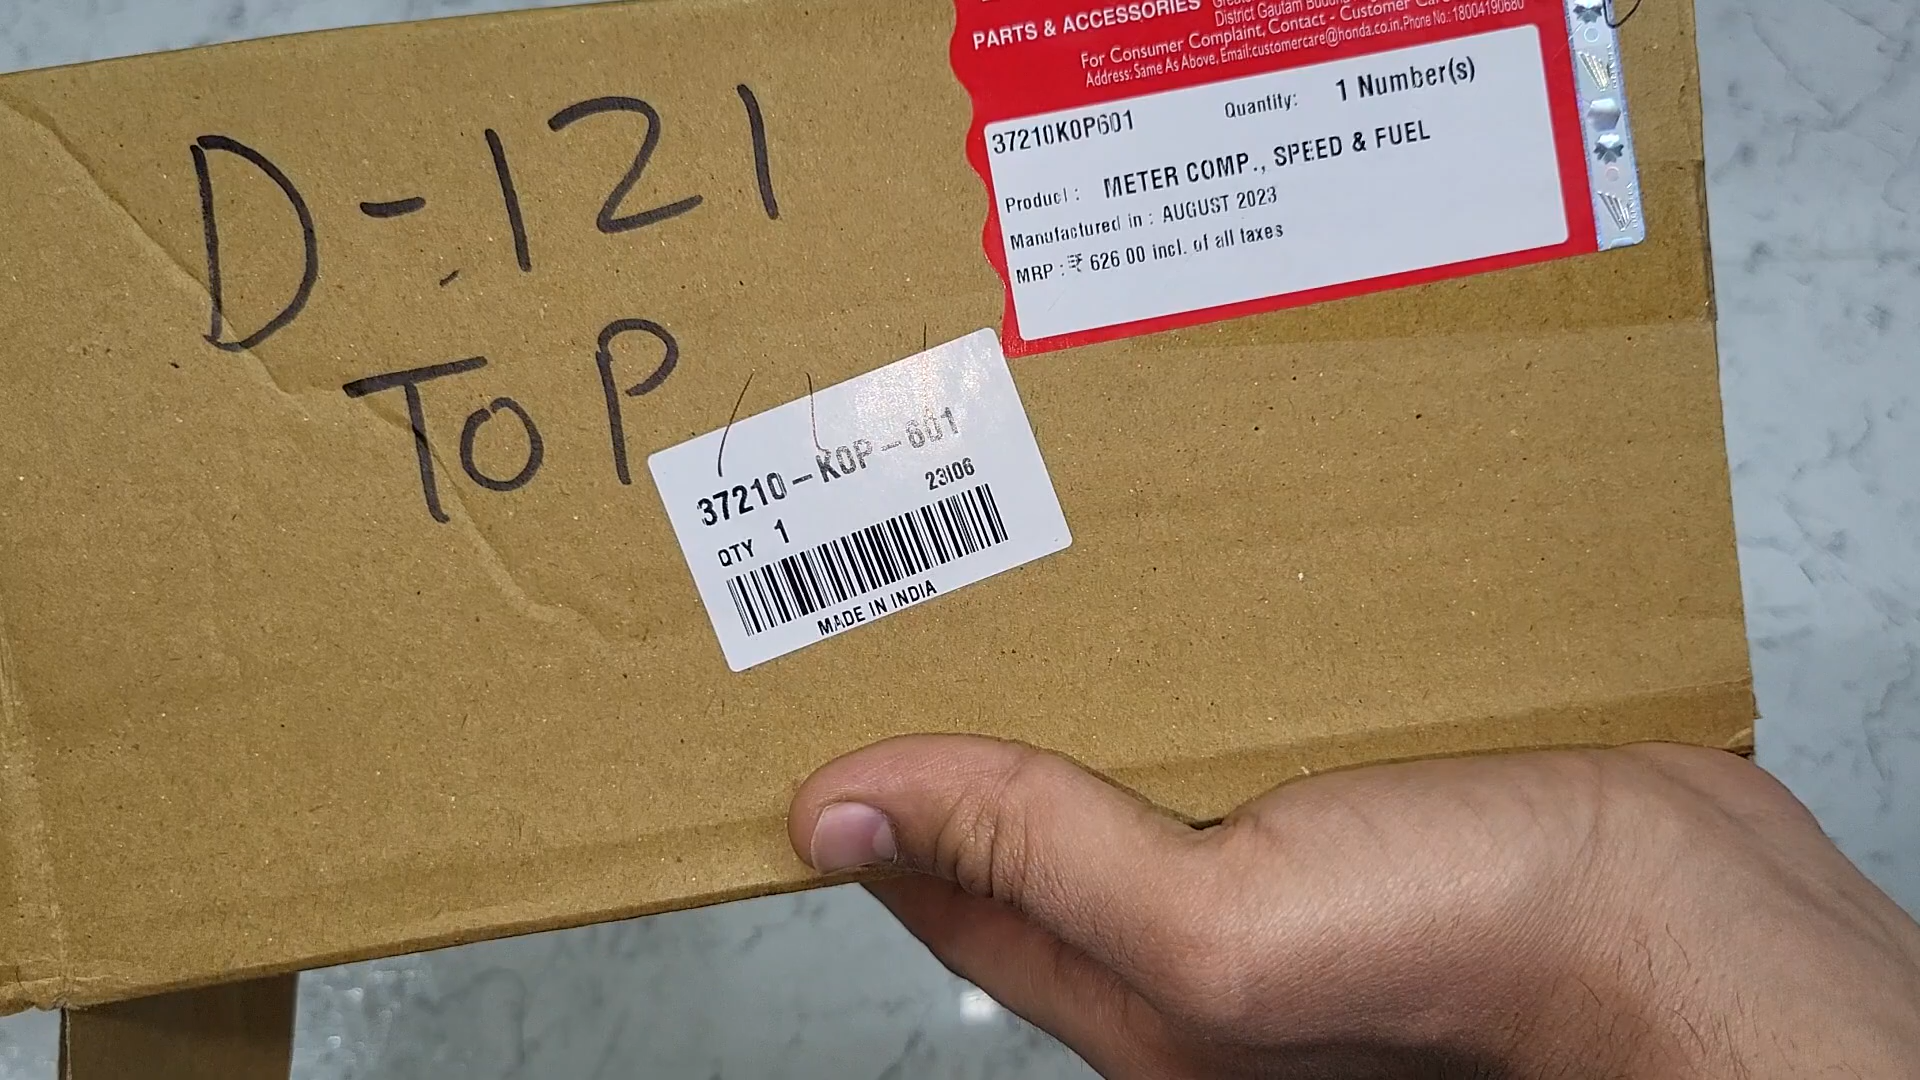 D-121
TOP
PARTS & ACCESSORIES
District Gautam
For Consumer Complaint, Contact - Customer
Address: Same As Above, Email:customercare@honda.co.in, Phone No.: 18004190680
37210K0P601 Quantity: 1 Number(s)
Product : METER COMP., SPEED & FUEL
Manufactured in : AUGUST 2023
MRP : ₹ 626 00 incl. of all taxes
37210-K0P-601
23I06
QTY 1
MADE IN INDIA